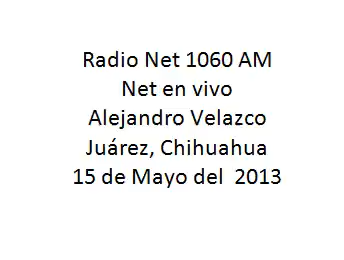 Radio Net 1060 AM
Net en vivo
Alejandro Velazco
Juárez, Chihuahua
15 de Mayo del  2013